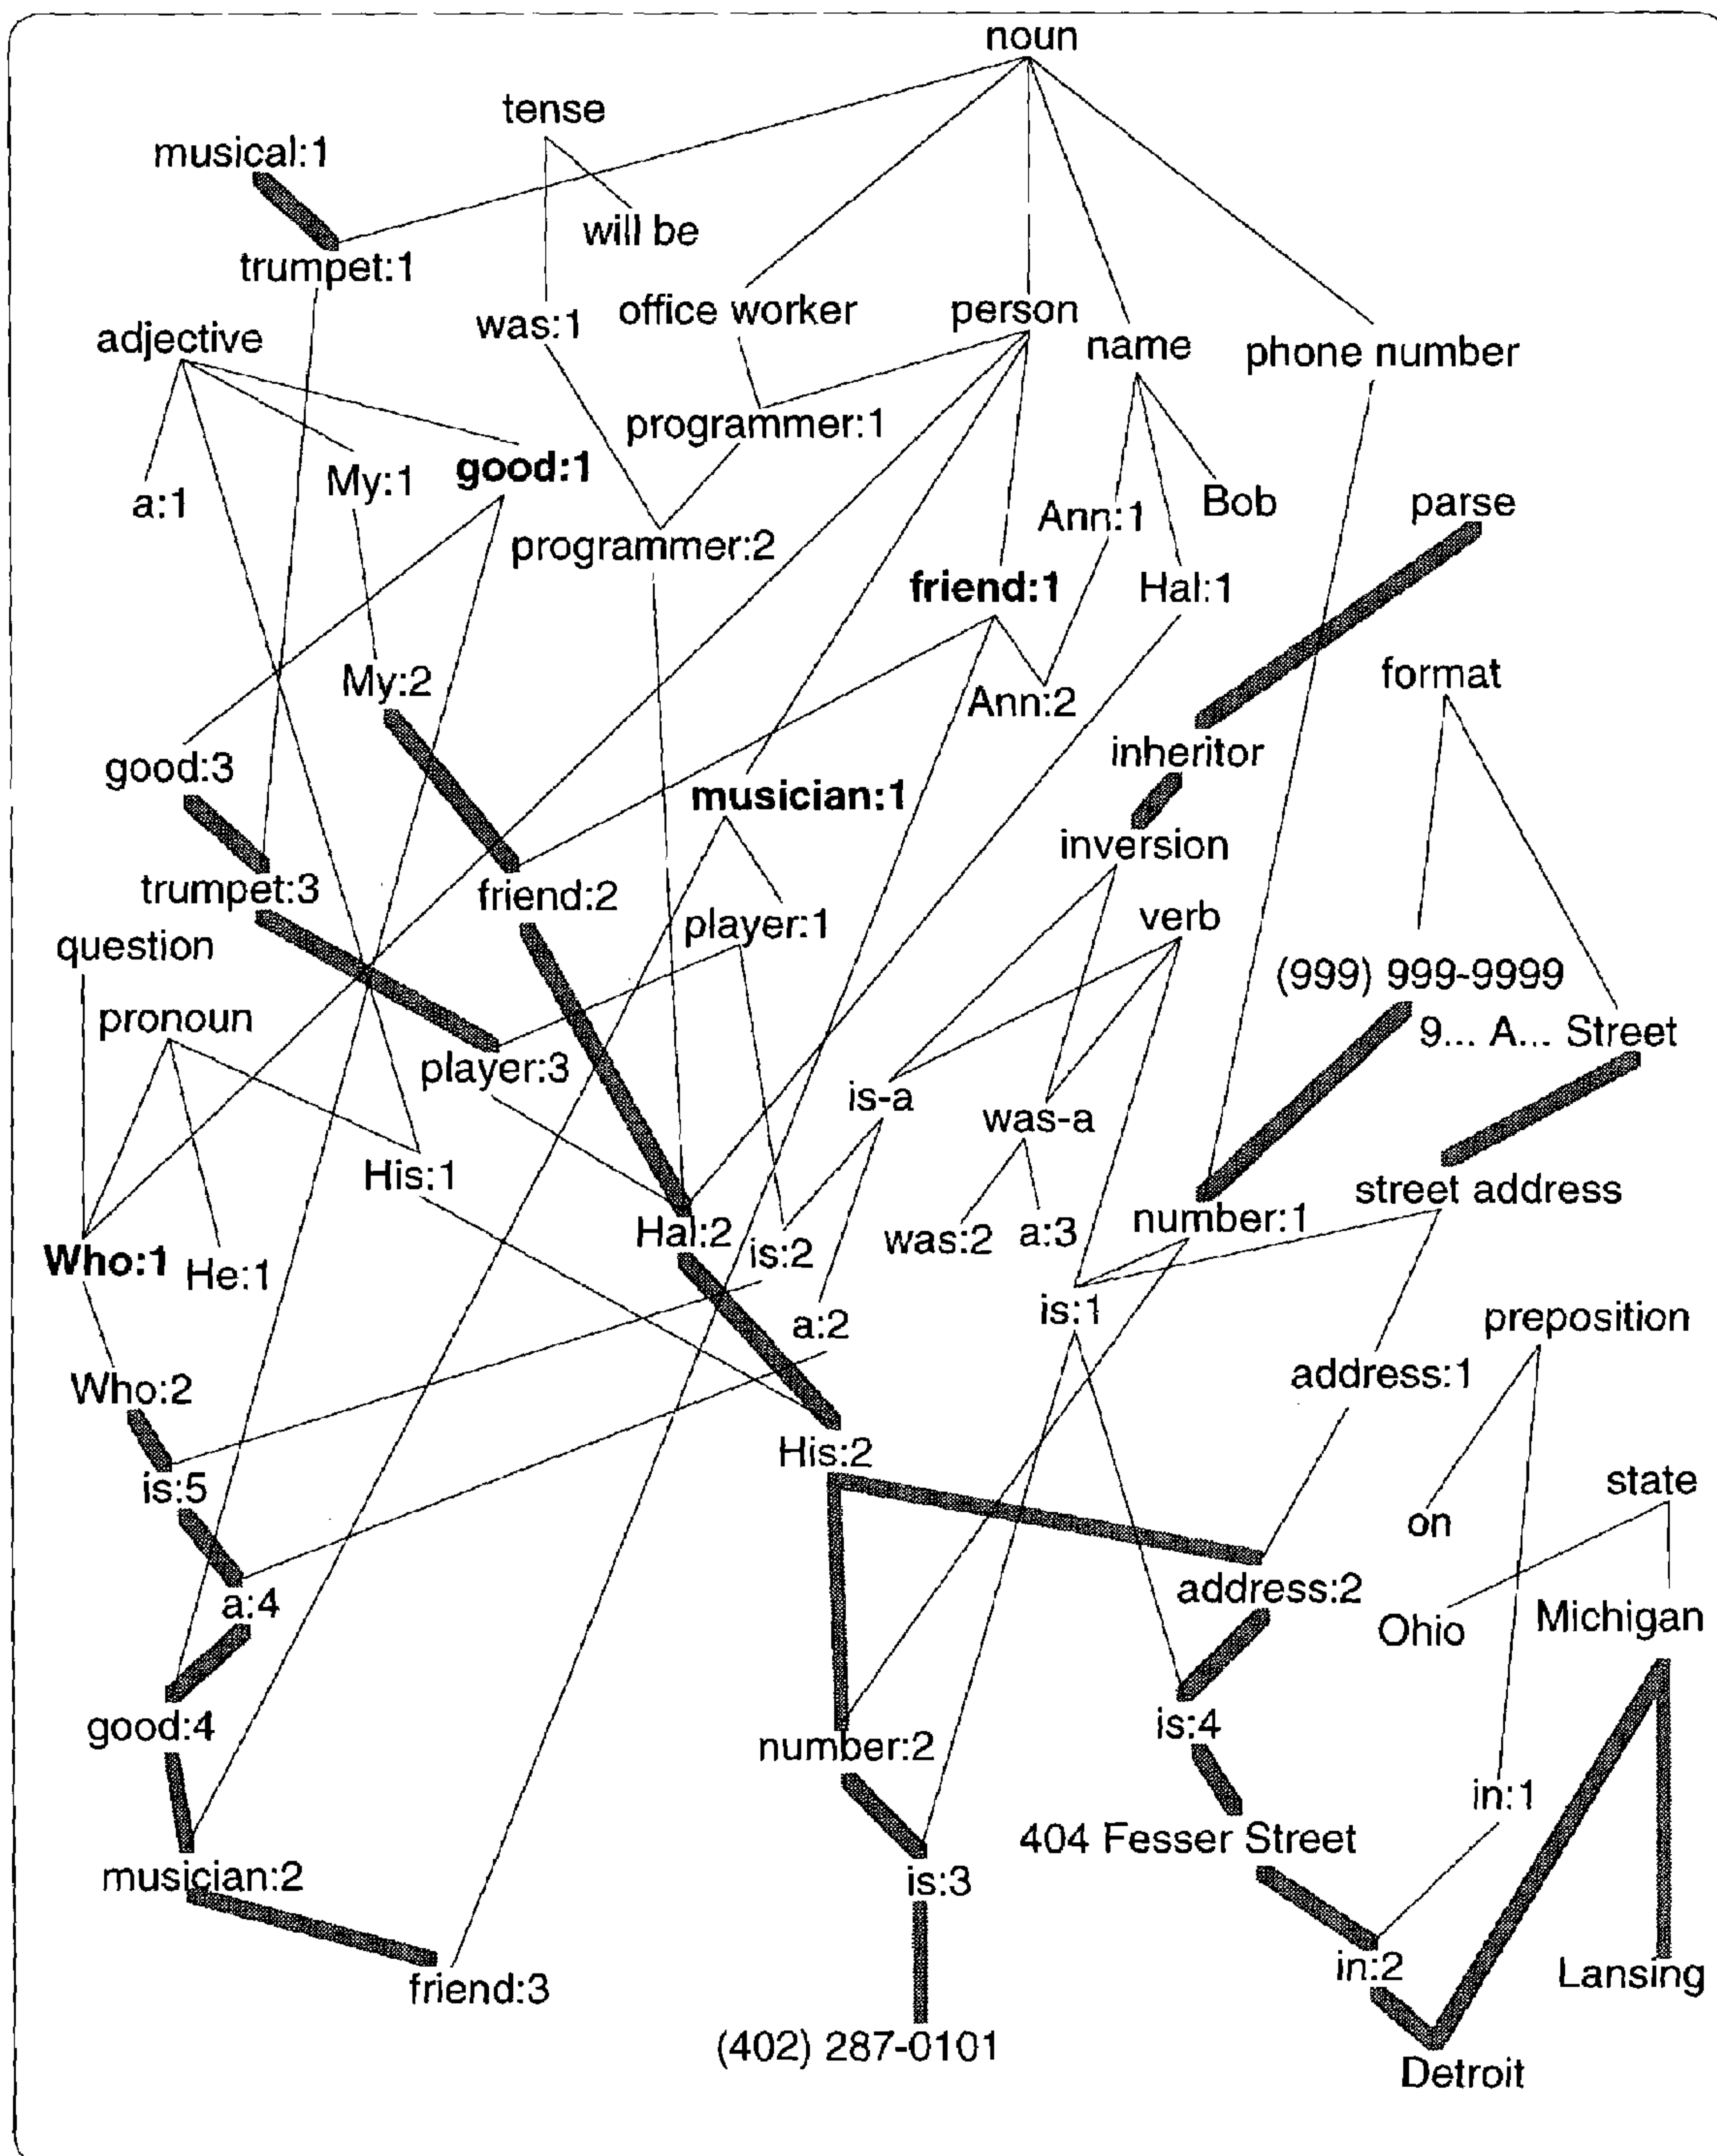 noun
tense
musical:1
will be
trumpet:1
office worker
person
was:1
adjective
name
phone number
programmer:1
good:1
My:1
a:1
Bob
parse
Ann:1
programmer:2
friend:1
Hal:1
My:2
format
Ann:2
inheritor
good:3
musician:1
inversion
trumpet:3
friend:2
verb
player:1
question
(999) 999-9999
pronoun
9... A... Street
player:3
is-a
was-a
His:1
street address
number:1
Hal:2
was:2
a:3
is:2
Who:1
He:1
is:1
preposition
a:2
address:1
Who:2
His:2
state
is:5
on
address:2
a:4
Michigan
Ohio
is:4
good:4
number:2
in:1
404 Fesser Street
musician:2
is:3
in:2
Lansing
friend:3
(402) 287-0101
Detroit